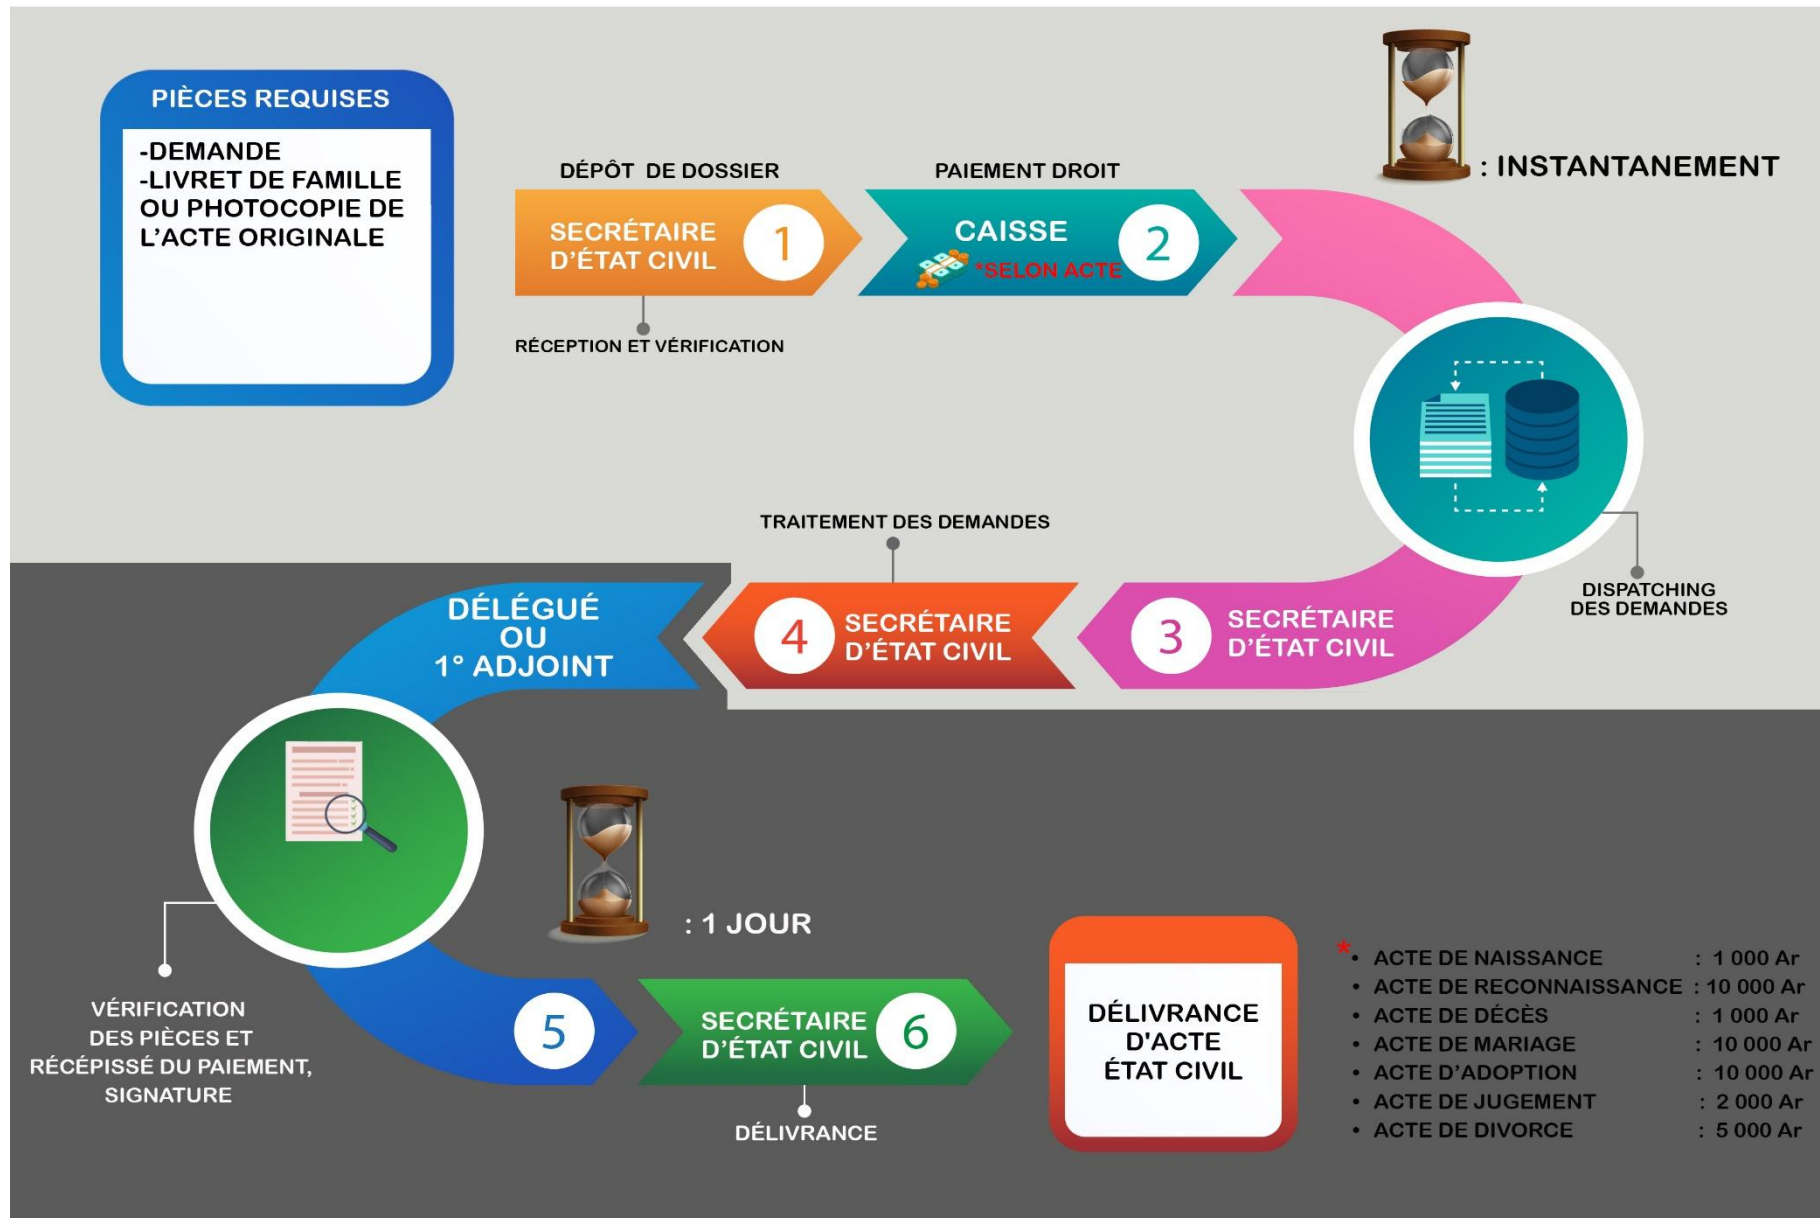 PIÈCES REQUISES
-DEMANDE
-LIVRET DE FAMILLE
OU PHOTOCOPIE DE
L'ACTE ORIGINALE
: INSTANTANEMENT
DÉPÔT DE DOSSIER
SECRÉTAIRE
D'ÉTAT CIVIL
1
RÉCEPTION ET VÉRIFICATION
PAIEMENT DROIT
CAISSE
*SELON ACTE
2
DISPATCHING
DES DEMANDES
3
SECRÉTAIRE
D'ÉTAT CIVIL
TRAITEMENT DES DEMANDES
4
SECRÉTAIRE
D'ÉTAT CIVIL
DÉLÉGUÉ
OU
1° ADJOINT
VÉRIFICATION
DES PIÈCES ET
RÉCÉPISSÉ DU PAIEMENT,
SIGNATURE
5
: 1 JOUR
SECRÉTAIRE
D'ÉTAT CIVIL
6
DÉLIVRANCE
DÉLIVRANCE
D'ACTE
ÉTAT CIVIL
*• ACTE DE NAISSANCE : 1 000 Ar
• ACTE DE RECONNAISSANCE : 10 000 Ar
• ACTE DE DÉCÈS : 1 000 Ar
• ACTE DE MARIAGE : 10 000 Ar
• ACTE D'ADOPTION : 10 000 Ar
• ACTE DE JUGEMENT : 2 000 Ar
• ACTE DE DIVORCE : 5 000 Ar